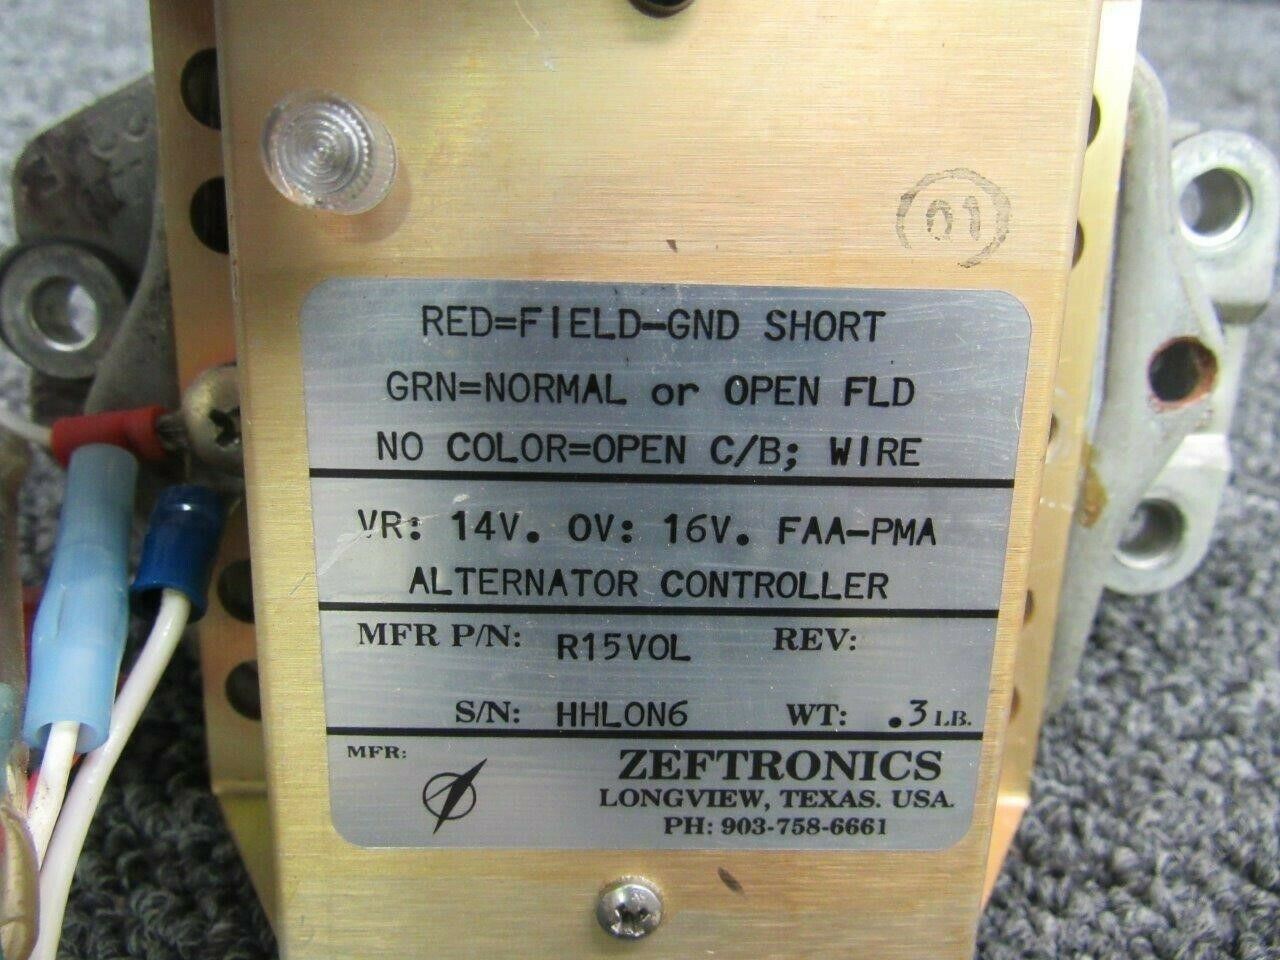 01
RED=FIELD-GND SHORT
GRN=NORMAL or OPEN FLD
NO COLOR=OPEN C/B; WIRE
VR: 14V. OV: 16V. FAA-PMA
ALTERNATOR CONTROLLER
MFR P/N: R15VOL REV:
S/N: HHLON6 WT: .3 LB.
MFR: ZEFTRONICS
LONGVIEW, TEXAS. USA.
PH: 903-758-6661